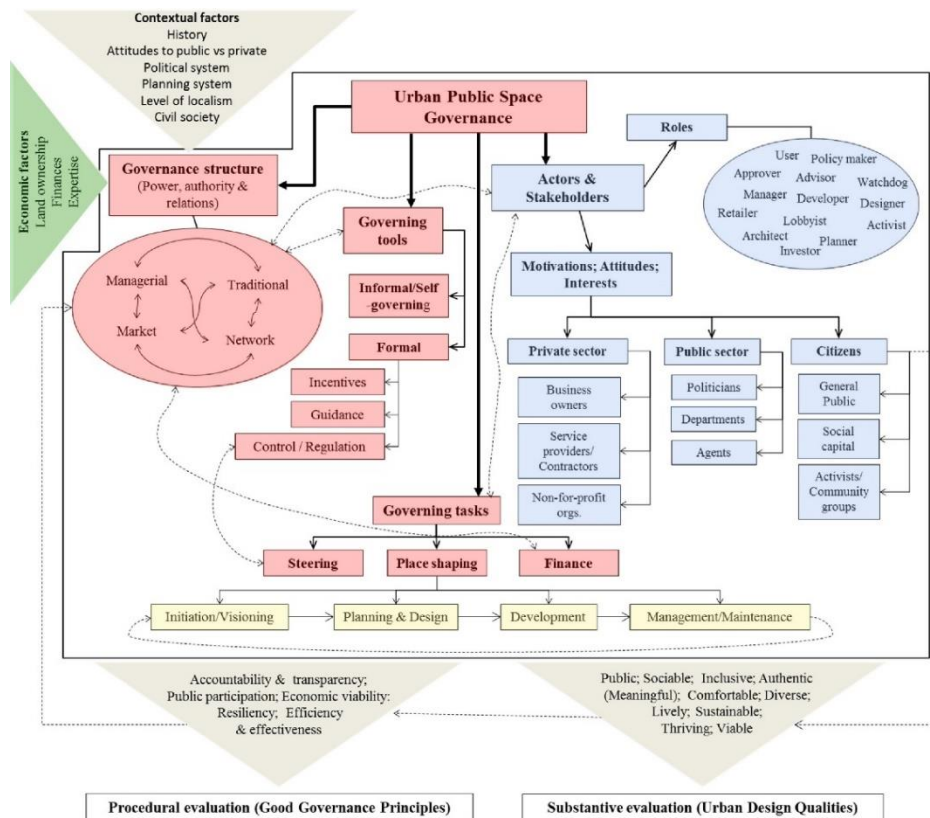 Contextual factors
History
Attitudes to public vs private
Political system
Planning system
Level of localism
Civil society
Economic factors
Land ownership
Finances
Expertise
Urban Public Space
Governance
Governance structure
(Power, authority &
relations)
Managerial
Traditional
Market
Network
Governing
tools
Informal/Self
-governing
Formal
Incentives
Guidance
Control / Regulation
Actors &
Stakeholders
Roles
User
Policy maker
Approver
Advisor
Watchdog
Manager
Developer
Designer
Retailer
Lobbyist
Activist
Architect
Planner
Investor
Motivations; Attitudes;
Interests
Private sector
Business
owners
Service
providers/
Contractors
Non-for-profit
orgs.
Public sector
Politicians
Departments
Agents
Citizens
General
Public
Social
capital
Activists/
Community
groups
Governing tasks
Steering
Place shaping
Finance
Initiation/Visioning
Planning & Design
Development
Management/Maintenance
Accountability & transparency;
Public participation; Economic viability:
Resiliency; Efficiency
& effectiveness
Public; Sociable; Inclusive; Authentic
(Meaningful); Comfortable; Diverse;
Lively; Sustainable;
Thriving; Viable
Procedural evaluation (Good Governance Principles)
Substantive evaluation (Urban Design Qualities)